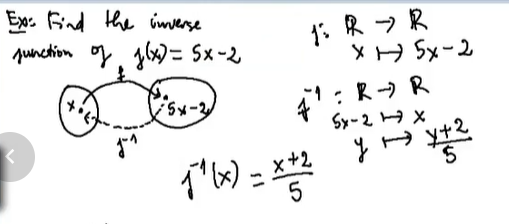 Exo: Find the inverse
function of f(x) = 5x-2
f
x
5x-2
f⁻¹
f: ℝ → ℝ
x ↦ 5x-2
f⁻¹: ℝ → ℝ
5x-2 ↦ x
y ↦ y+2/5
f⁻¹(x) = x+2/5